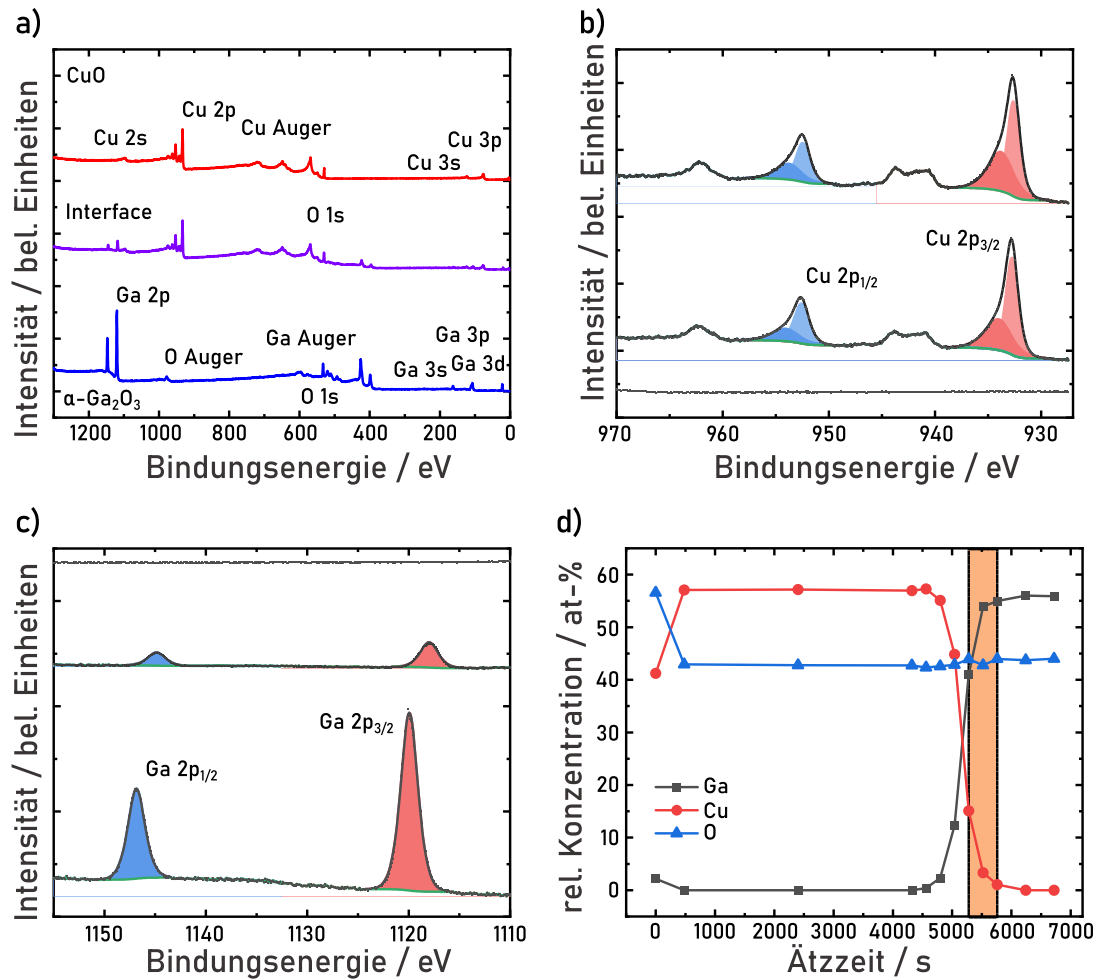 a)
CuO
Cu 2p
Cu 2s
Cu Auger
Cu 3p
Cu 3s
Interface
O 1s
Ga 2p
O Auger
Ga Auger
Ga 3p
Ga 3s
Ga 3d
α-Ga₂O₃
O 1s
Intensität / bel. Einheiten
1200 1000 800 600 400 200 0
Bindungsenergie / eV
b)
Cu 2p₃/₂
Cu 2p₁/₂
Intensität / bel. Einheiten
970 960 950 940 930
Bindungsenergie / eV
c)
Ga 2p₃/₂
Ga 2p₁/₂
Intensität / bel. Einheiten
1150 1140 1130 1120 1110
Bindungsenergie / eV
d)
60
50
40
30
20
10
0
Ga
Cu
O
rel. Konzentration / at-%
0 1000 2000 3000 4000 5000 6000 7000
Ätzzeit / s